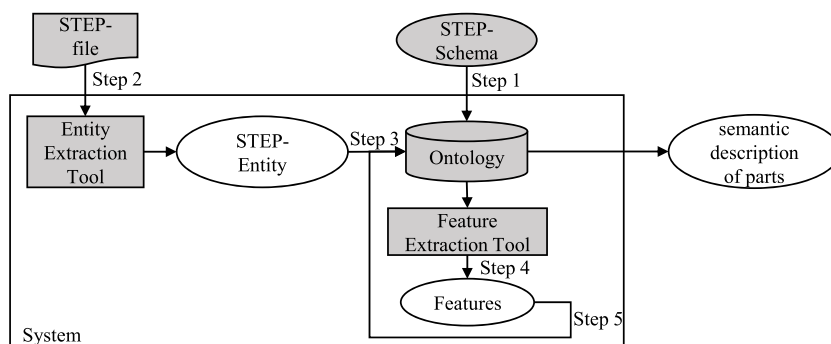 STEP-
file
STEP-
Schema
Step 2
Step 1
Entity
Extraction
Tool
STEP-
Entity
Step 3
Ontology
semantic
description
of parts
Feature
Extraction Tool
Step 4
Features
Step 5
System